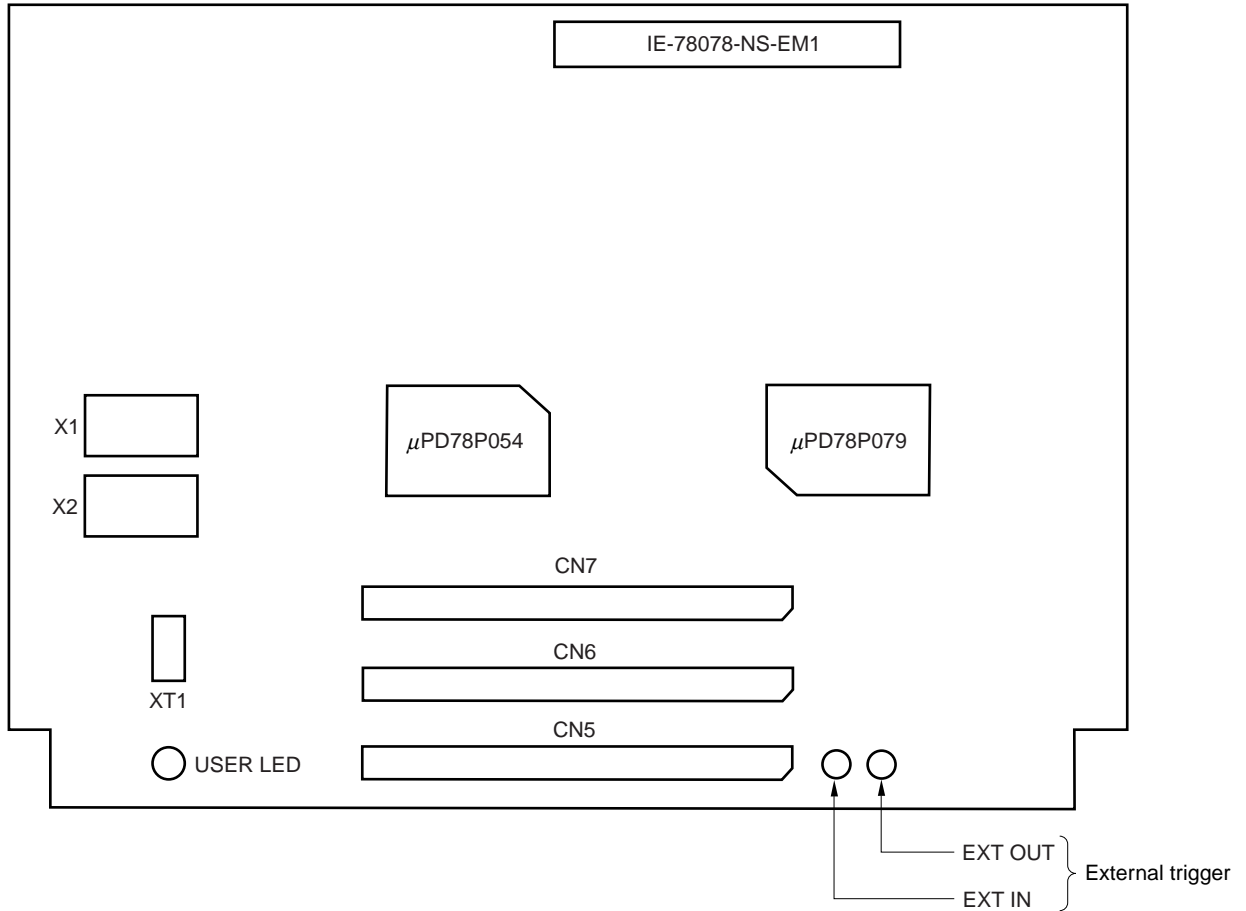 IE-78078-NS-EM1
X1
μPD78P054
μPD78P079
X2
CN7
CN6
XT1
CN5
USER LED
EXT OUT
External trigger
EXT IN